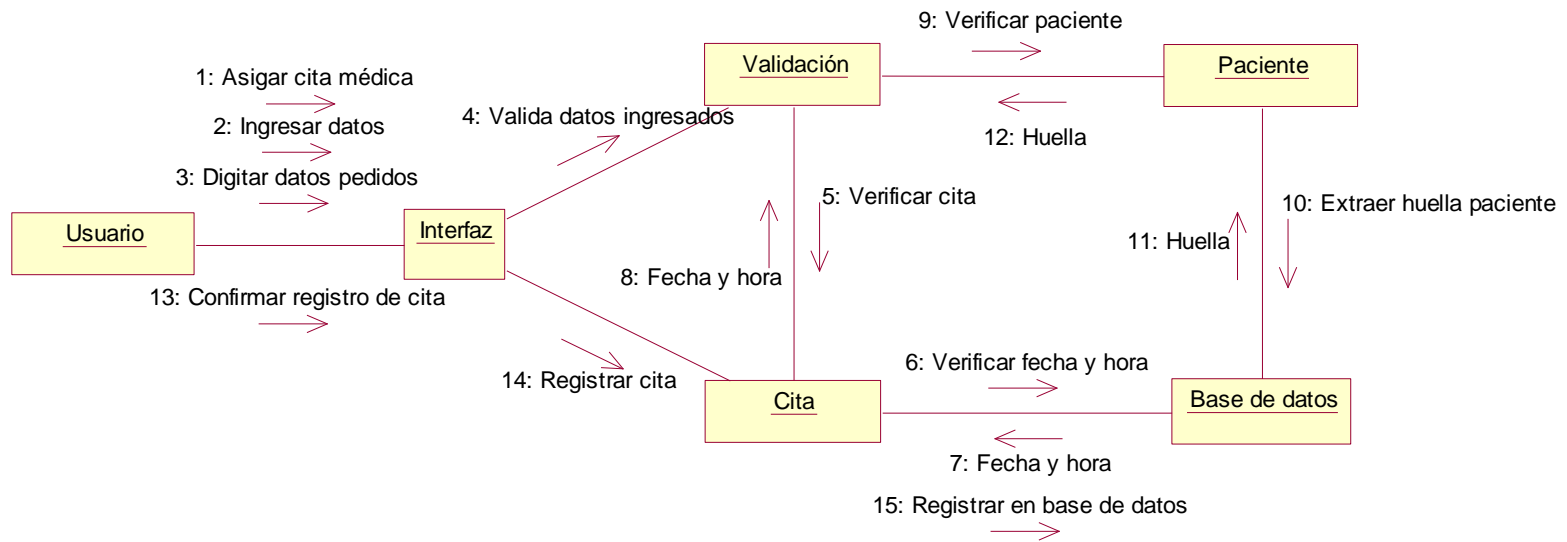 9: Verificar paciente
Validación
Paciente
1: Asigar cita médica
2: Ingresar datos
4: Valida datos ingresados
12: Huella
3: Digitar datos pedidos
5: Verificar cita
10: Extraer huella paciente
Usuario
Interfaz
11: Huella
8: Fecha y hora
13: Confirmar registro de cita
6: Verificar fecha y hora
14: Registrar cita
Cita
Base de datos
7: Fecha y hora
15: Registrar en base de datos